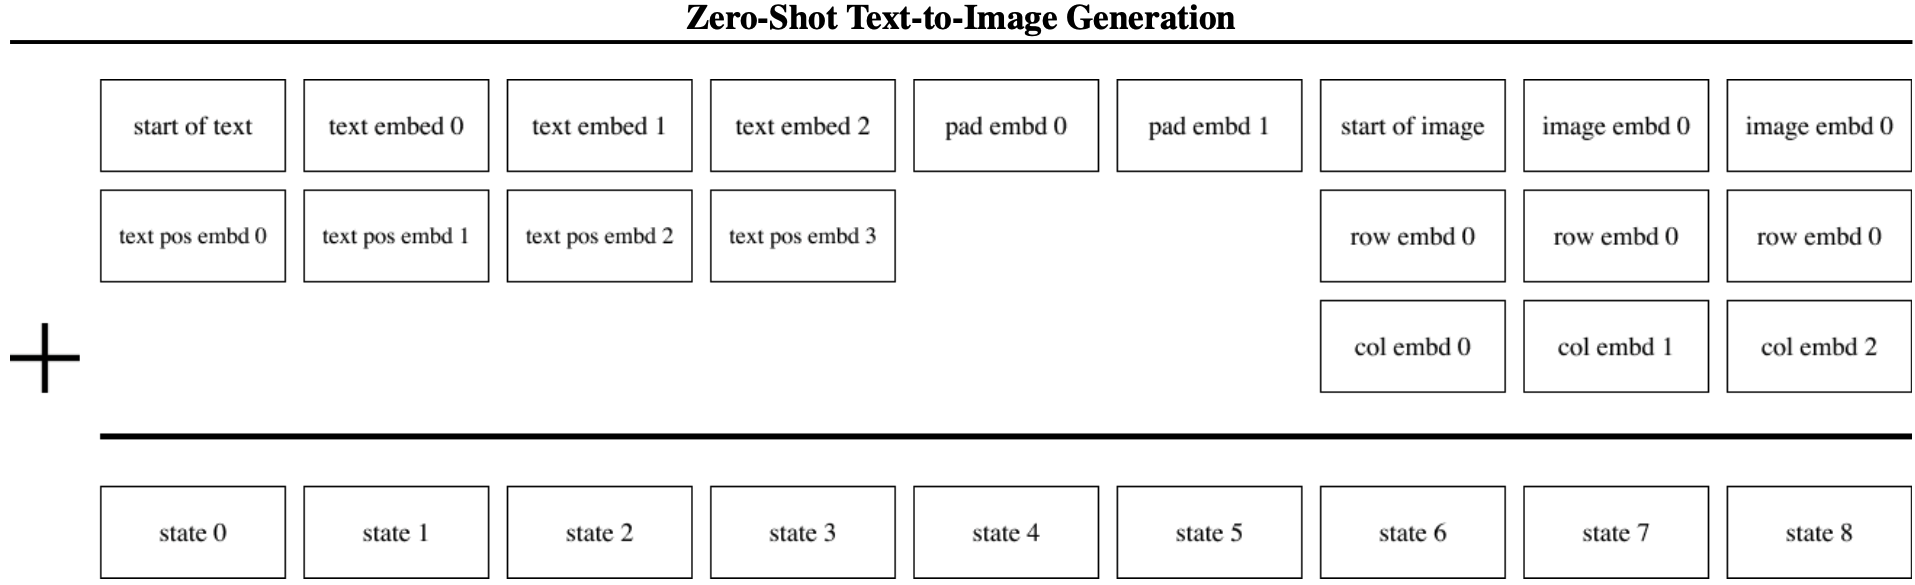 Zero-Shot Text-to-Image Generation
start of text text embed 0 text embed 1 text embed 2 pad embd 0 pad embd 1 start of image image embd 0 image embd 0
text pos embd 0 text pos embd 1 text pos embd 2 text pos embd 3 row embd 0 row embd 0 row embd 0
col embd 0 col embd 1 col embd 2
state 0 state 1 state 2 state 3 state 4 state 5 state 6 state 7 state 8